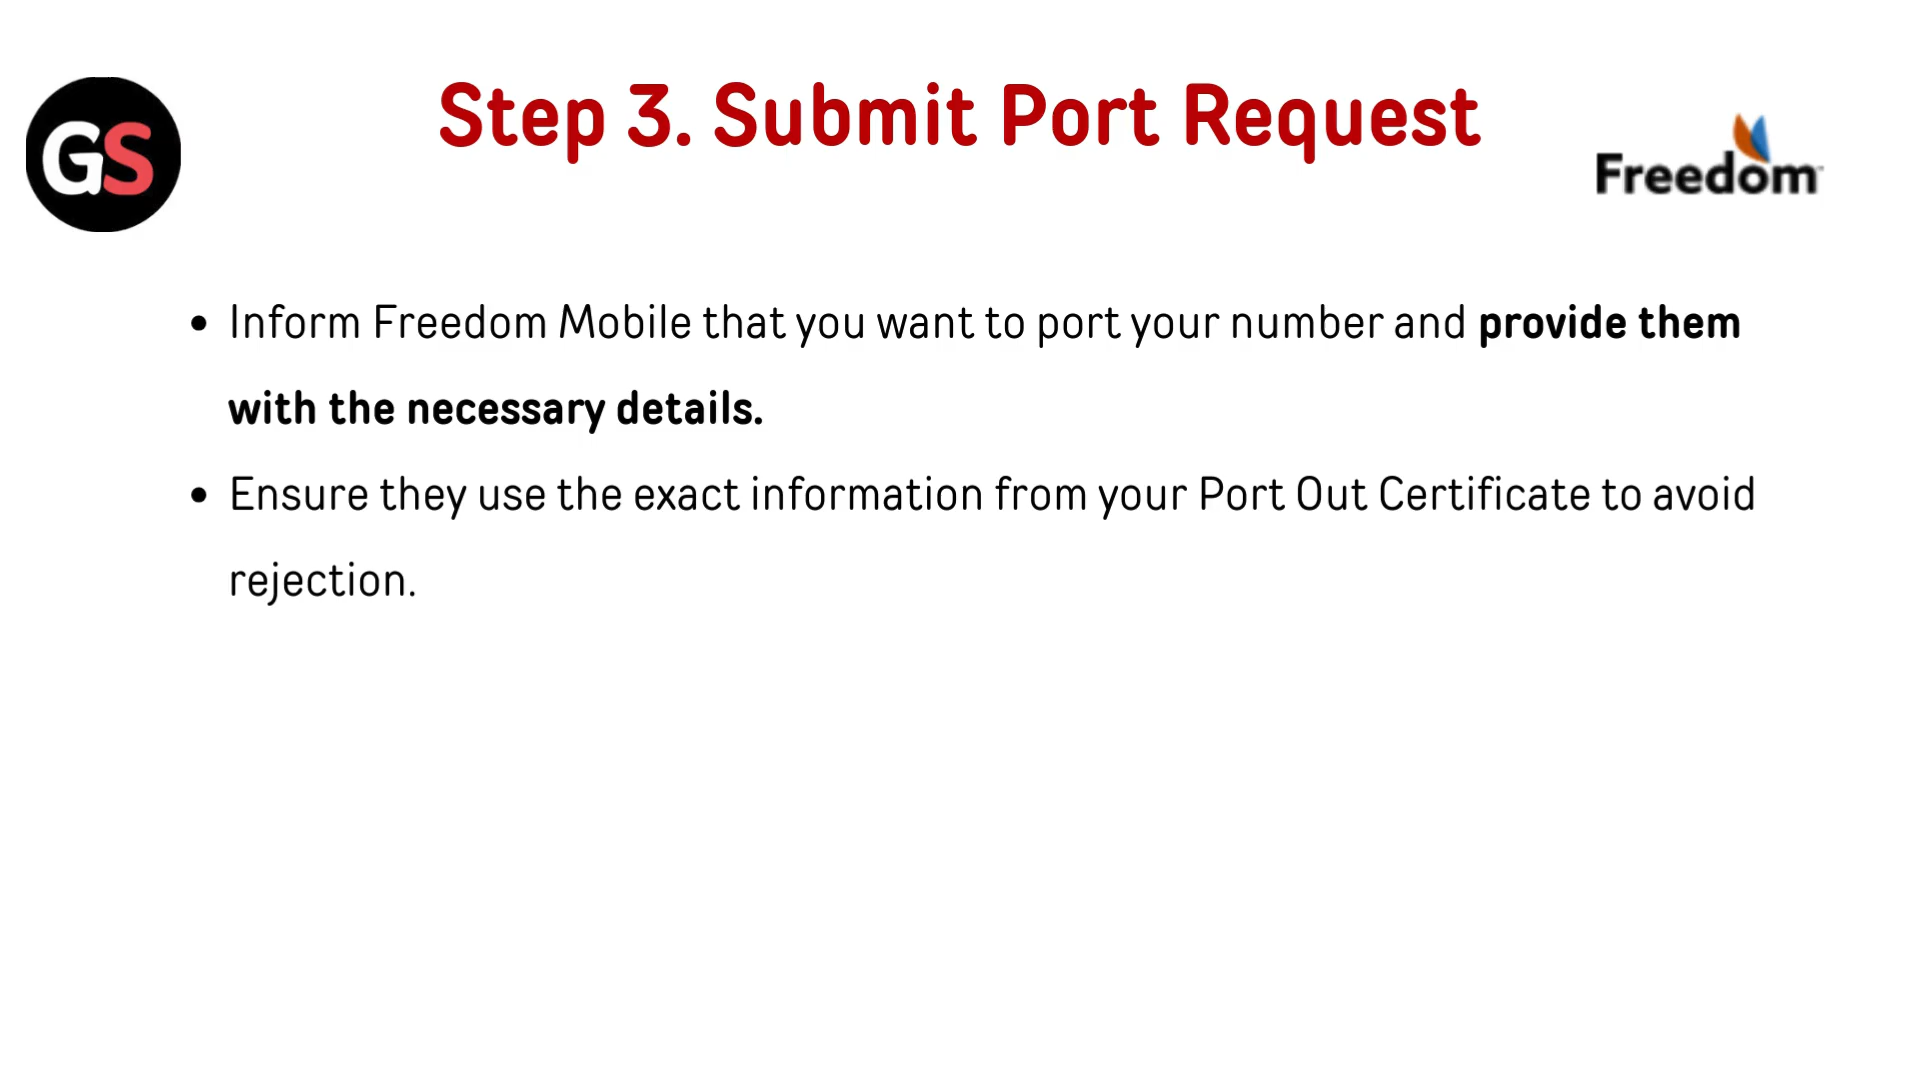 GS
Step 3. Submit Port Request
Freedom
• Inform Freedom Mobile that you want to port your number and provide them
with the necessary details.
• Ensure they use the exact information from your Port Out Certificate to avoid
rejection.